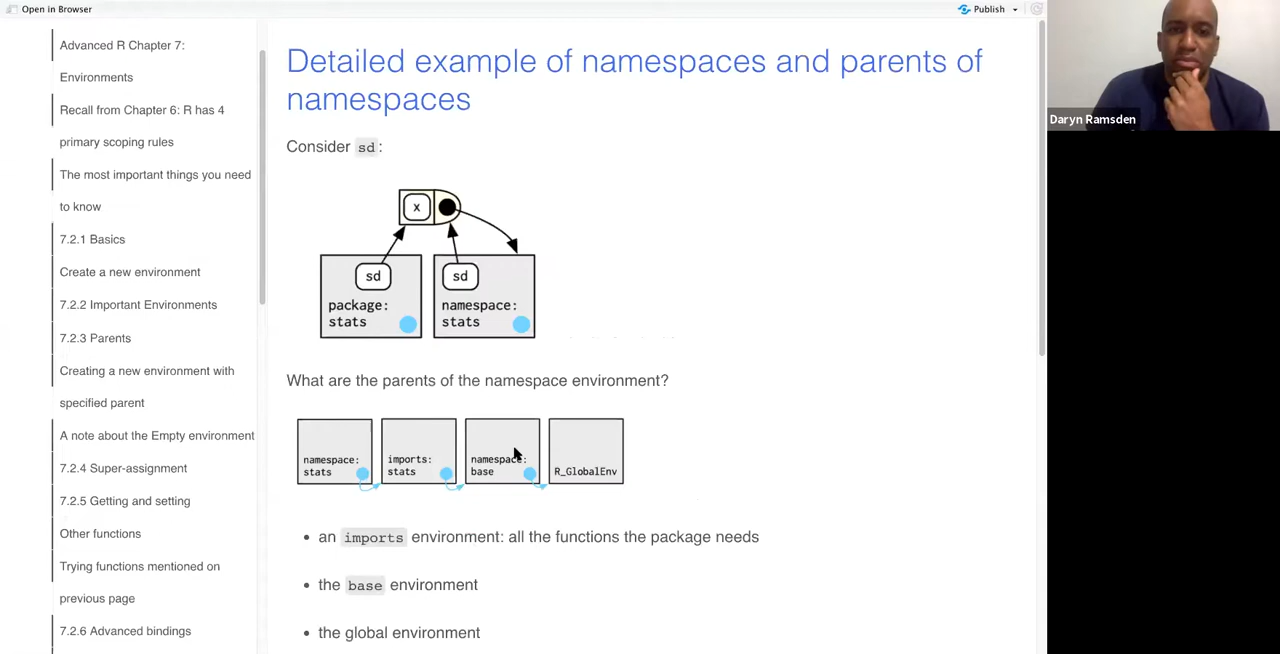 Open in Browser
Publish
Advanced R Chapter 7:
Environments
Recall from Chapter 6: R has 4
primary scoping rules
The most important things you need
to know
7.2.1 Basics
Create a new environment
7.2.2 Important Environments
7.2.3 Parents
Creating a new environment with
specified parent
A note about the Empty environment
7.2.4 Super-assignment
7.2.5 Getting and setting
Other functions
Trying functions mentioned on
previous page
7.2.6 Advanced bindings
Detailed example of namespaces and parents of
namespaces
Consider sd:
x
sd
package:
stats
sd
namespace:
stats
What are the parents of the namespace environment?
namespace:
stats
imports:
stats
namespace:
base
R_GlobalEnv
• an imports environment: all the functions the package needs
• the base environment
• the global environment
Daryn Ramsden